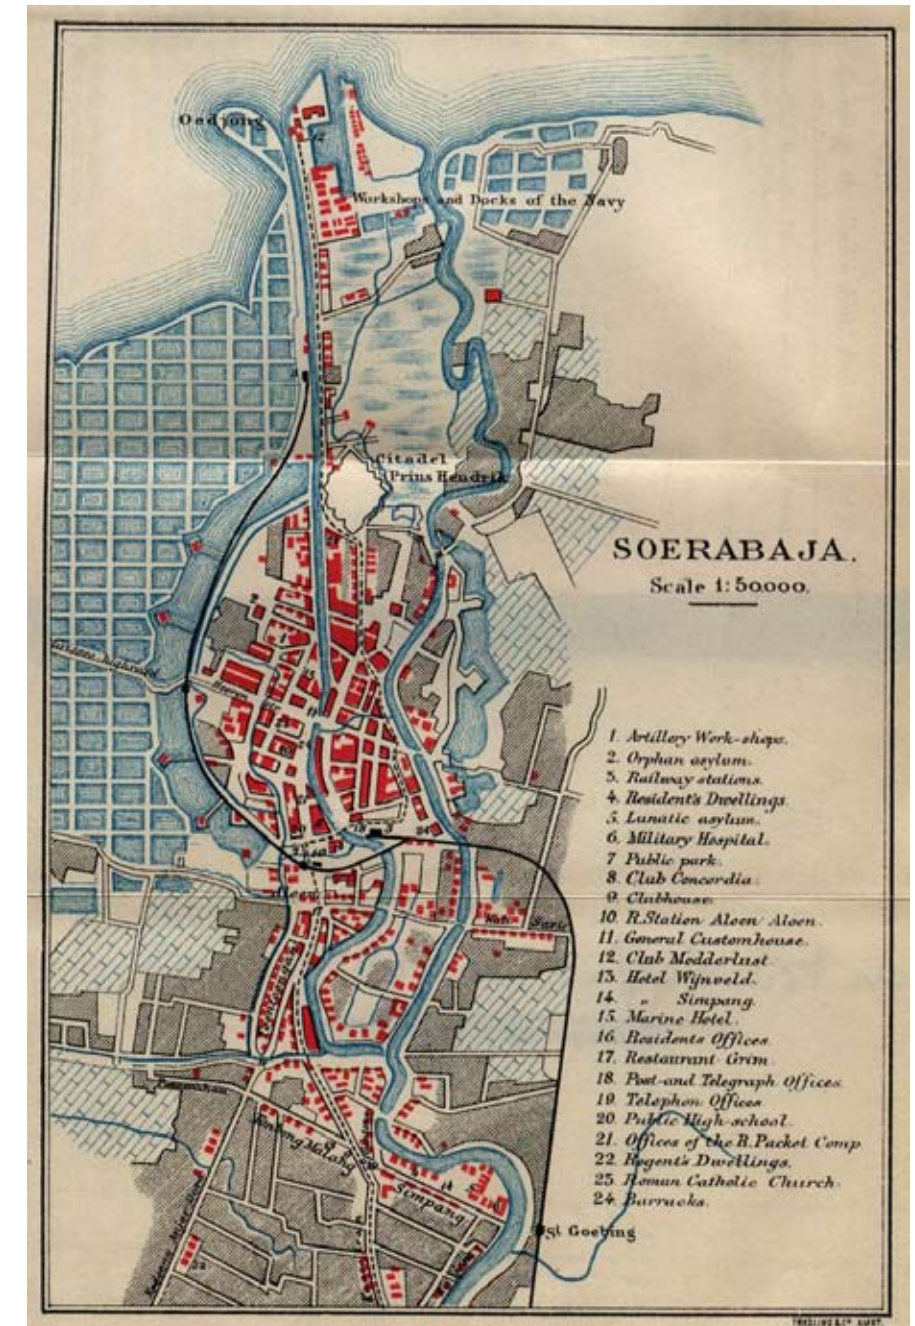 Oedjong
12
Workshops and Docks of the Navy
Citadel
Prins Hendrik
SOERABAJA.
Scale 1:50.000.
1. Artillery Work-shops.
2. Orphan asylum.
3. Railway stations.
4. Resident's Dwellings.
5. Lunatic asylum.
6. Military Hospital.
7 Public park.
8. Club Concordia.
9. Clubhouse.
10. R.Station Aloen Aloen.
11. General Customhouse.
12. Club Modderlust.
13. Hotel Wijnveld.
14. „ Simpang.
15. Marine Hotel.
16. Residents Offices.
17. Restaurant Grim.
18. Post-and Telegraph Offices.
19. Telephon Offices
20. Public High-school.
21. Offices of the R.Packet Comp.
22. Regent's Dwellings.
23. Roman Catholic Church.
24. Barracks.
Gentengan
Simpang
Ngi Goebing